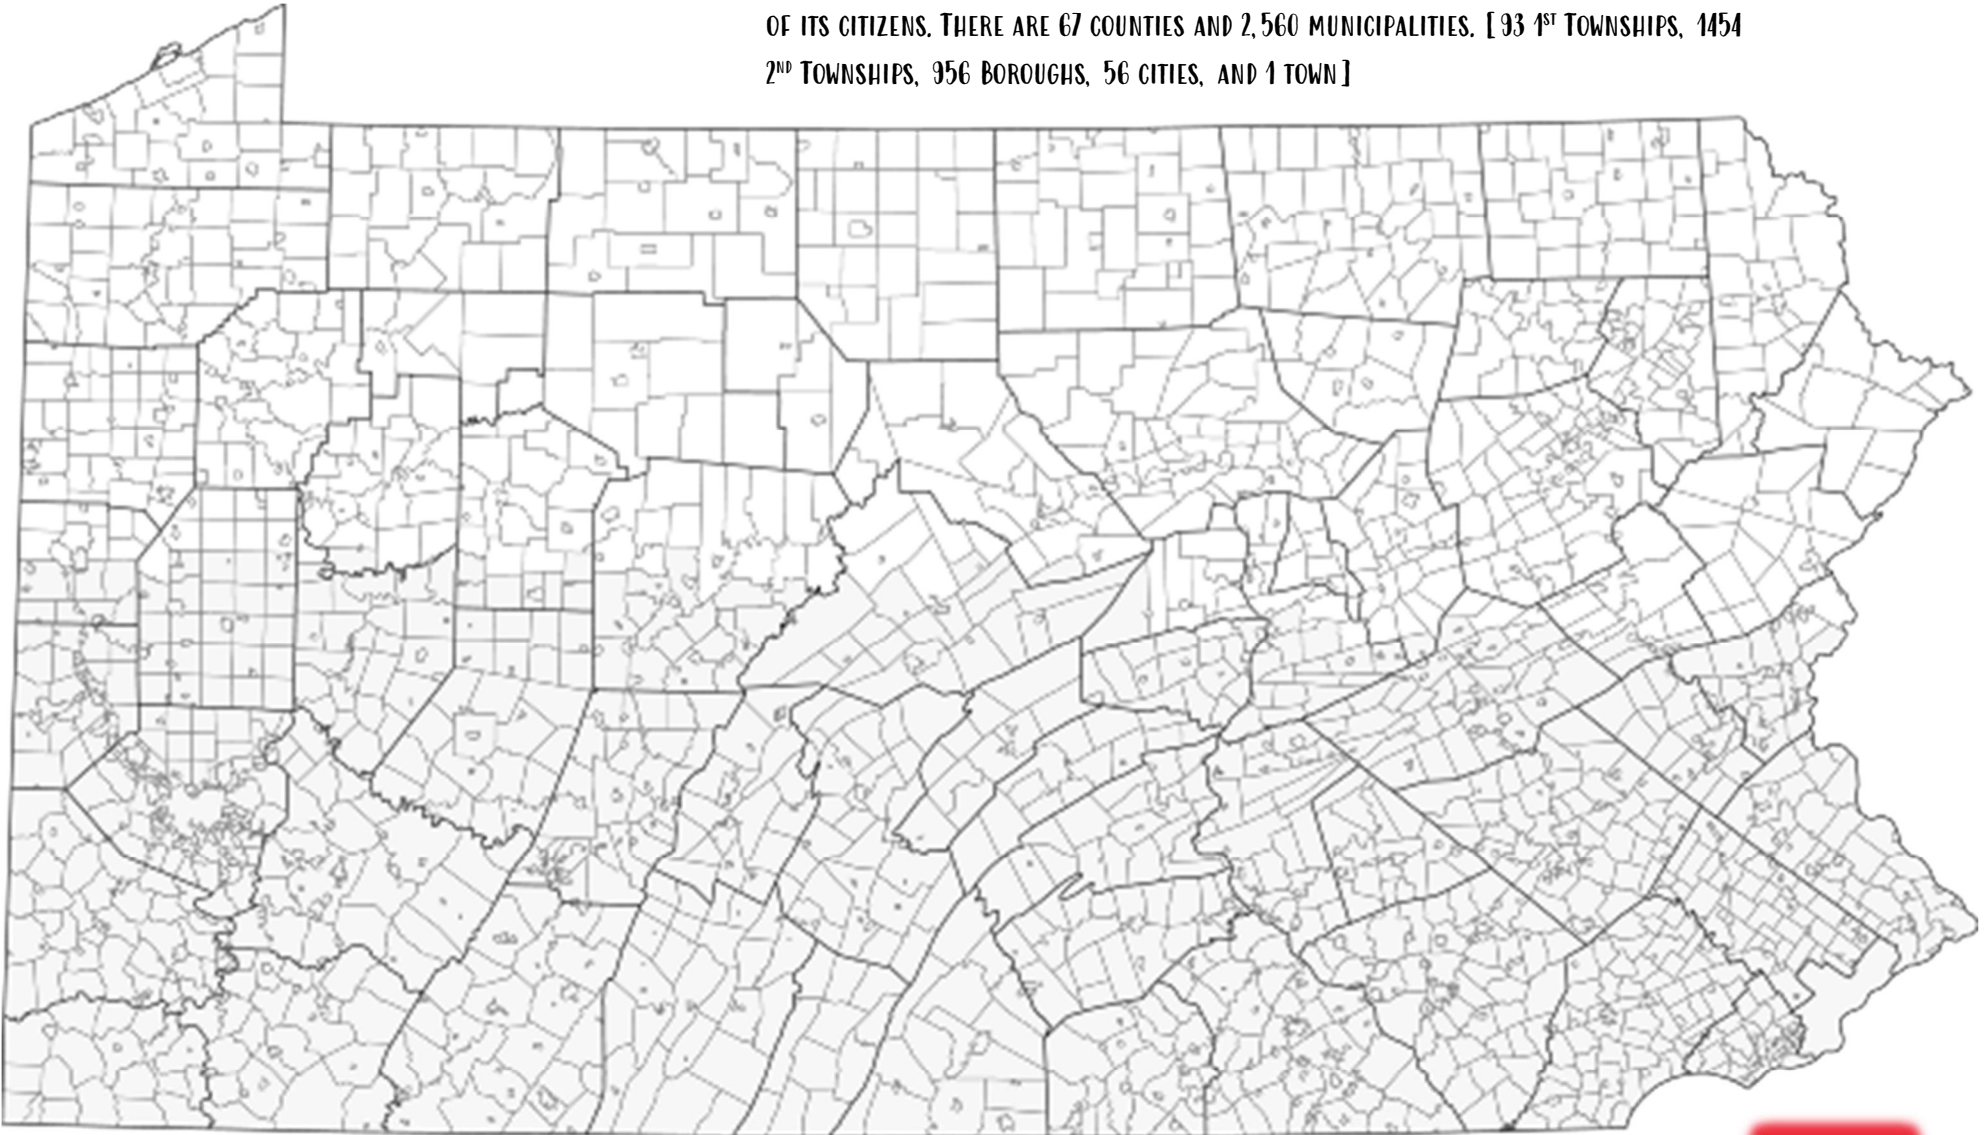 OF ITS CITIZENS. THERE ARE 67 COUNTIES AND 2,560 MUNICIPALITIES. [93 1ST TOWNSHIPS, 1454
2ND TOWNSHIPS, 956 BOROUGHS, 56 CITIES, AND 1 TOWN]